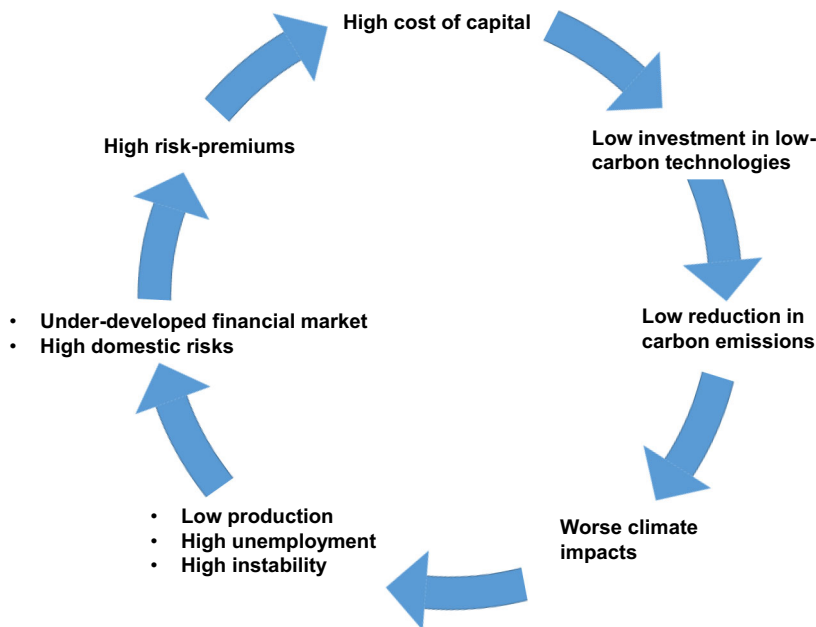 High cost of capital
Low investment in low-
carbon technologies
Low reduction in
carbon emissions
Worse climate
impacts
• Low production
• High unemployment
• High instability
• Under-developed financial market
• High domestic risks
High risk-premiums